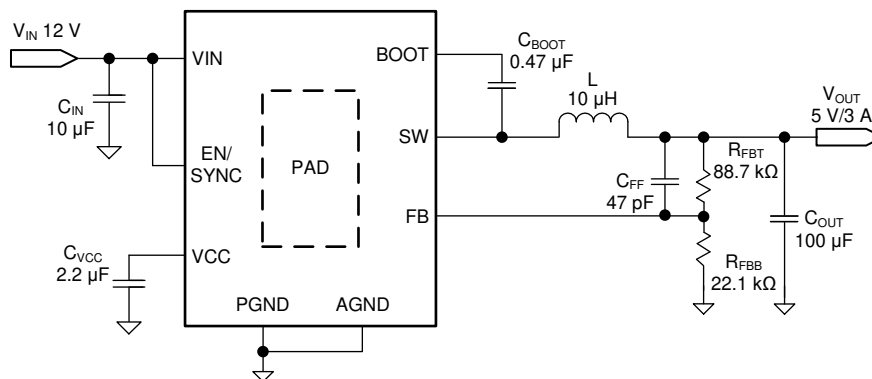 V_IN 12 V
C_IN
10 µF
VIN
EN/
SYNC
C_VCC
2.2 µF
VCC
PAD
PGND
AGND
BOOT
SW
FB
C_BOOT
0.47 µF
L
10 µH
C_FF
47 pF
R_FBT
88.7 kΩ
R_FBB
22.1 kΩ
C_OUT
100 µF
V_OUT
5 V/3 A